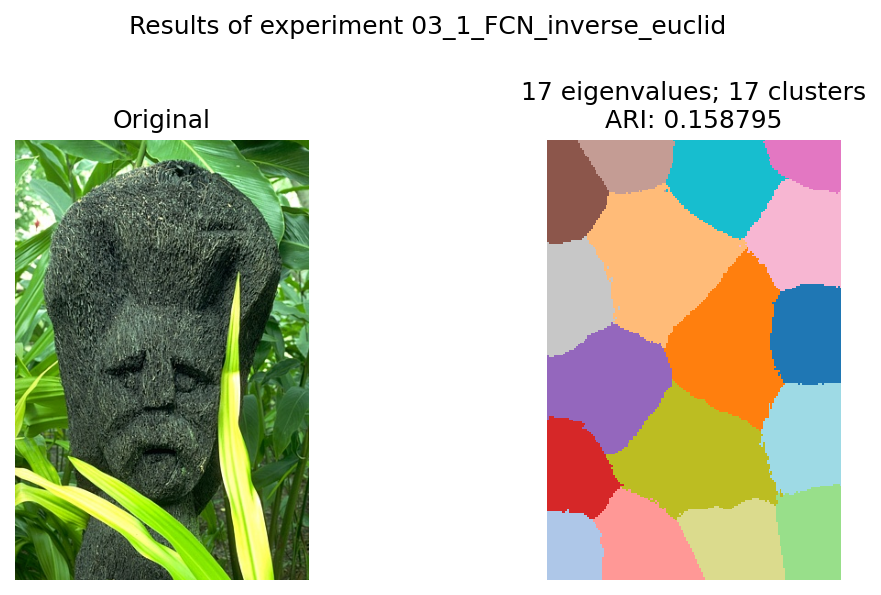 Results of experiment 03_1_FCN_inverse_euclid
Original
17 eigenvalues; 17 clusters
ARI: 0.158795